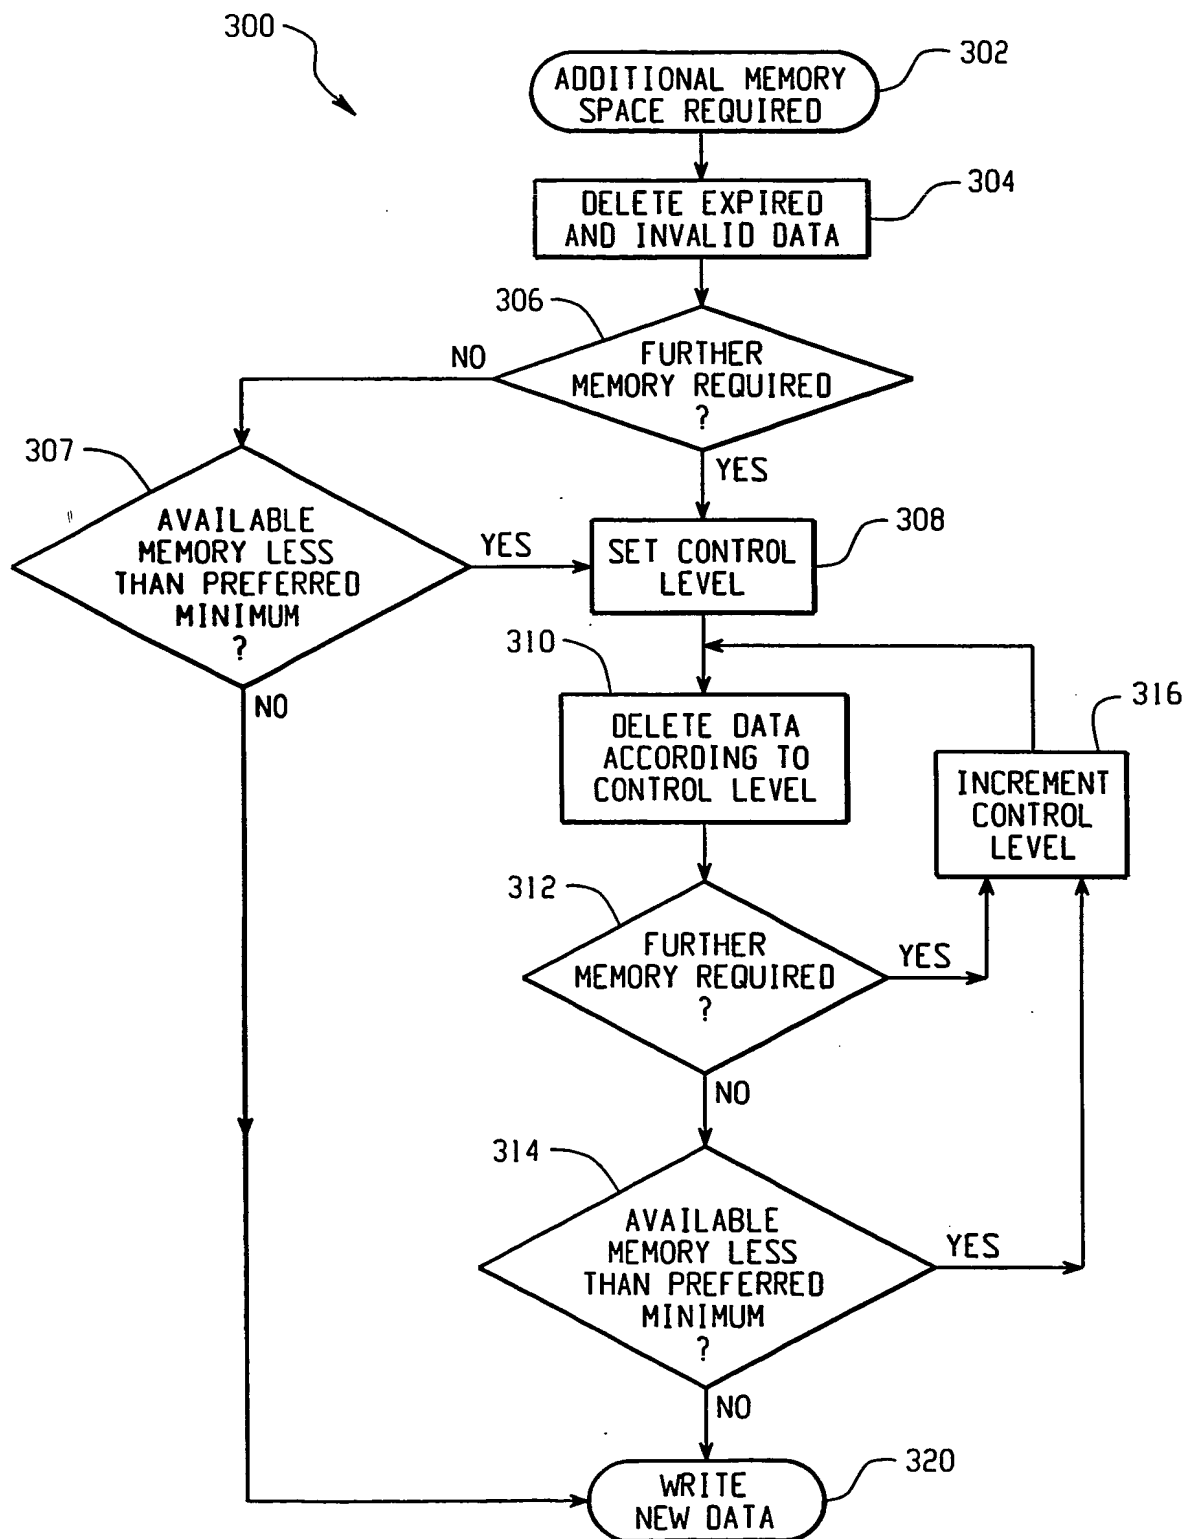 300
ADDITIONAL MEMORY
SPACE REQUIRED
302
DELETE EXPIRED
AND INVALID DATA
304
306
FURTHER
MEMORY REQUIRED
?
NO
YES
307
AVAILABLE
MEMORY LESS
THAN PREFERRED
MINIMUM
?
YES
NO
SET CONTROL
LEVEL
308
310
DELETE DATA
ACCORDING TO
CONTROL LEVEL
316
INCREMENT
CONTROL
LEVEL
312
FURTHER
MEMORY REQUIRED
?
YES
NO
314
AVAILABLE
MEMORY LESS
THAN PREFERRED
MINIMUM
?
YES
NO
WRITE
NEW DATA
320